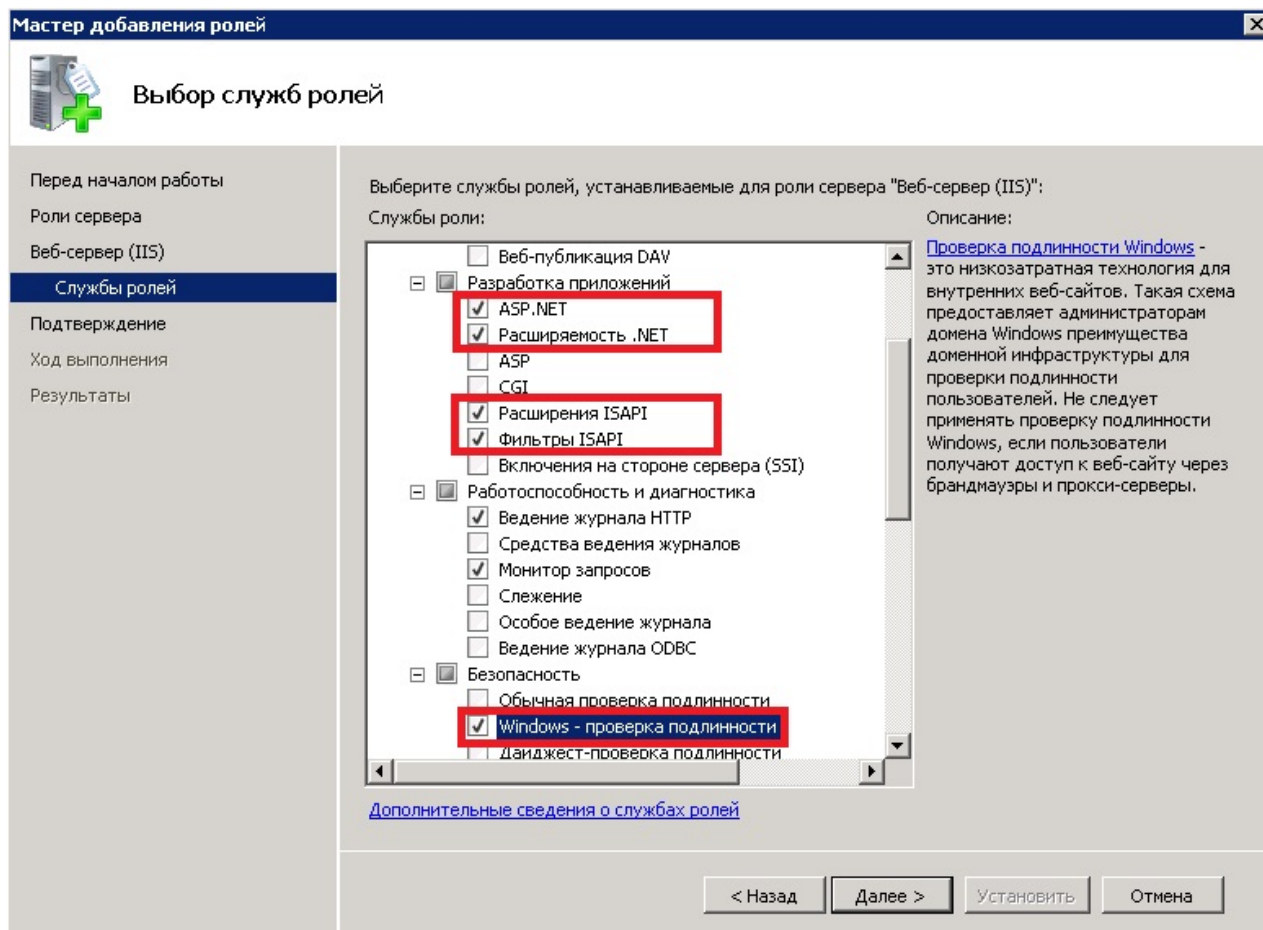 Мастер добавления ролей
Выбор служб ролей
Перед началом работы
Роли сервера
Веб-сервер (IIS)
Службы ролей
Подтверждение
Ход выполнения
Результаты
Выберите службы ролей, устанавливаемые для роли сервера "Веб-сервер (IIS)":
Службы роли:
Веб-публикация DAV
Разработка приложений
ASP.NET
Расширяемость .NET
ASP
CGI
Расширения ISAPI
Фильтры ISAPI
Включения на стороне сервера (SSI)
Работоспособность и диагностика
Ведение журнала HTTP
Средства ведения журналов
Монитор запросов
Слежение
Особое ведение журнала
Ведение журнала ODBC
Безопасность
Обычная проверка подлинности
Windows - проверка подлинности
Дайджест-проверка подлинности
Дополнительные сведения о службах ролей
Описание:
Проверка подлинности Windows -
это низкозатратная технология для
внутренних веб-сайтов. Такая схема
предоставляет администраторам
домена Windows преимущества
доменной инфраструктуры для
проверки подлинности
пользователей. Не следует
применять проверку подлинности
Windows, если пользователи
получают доступ к веб-сайту через
брандмауэры и прокси-серверы.
< Назад
Далее >
Установить
Отмена